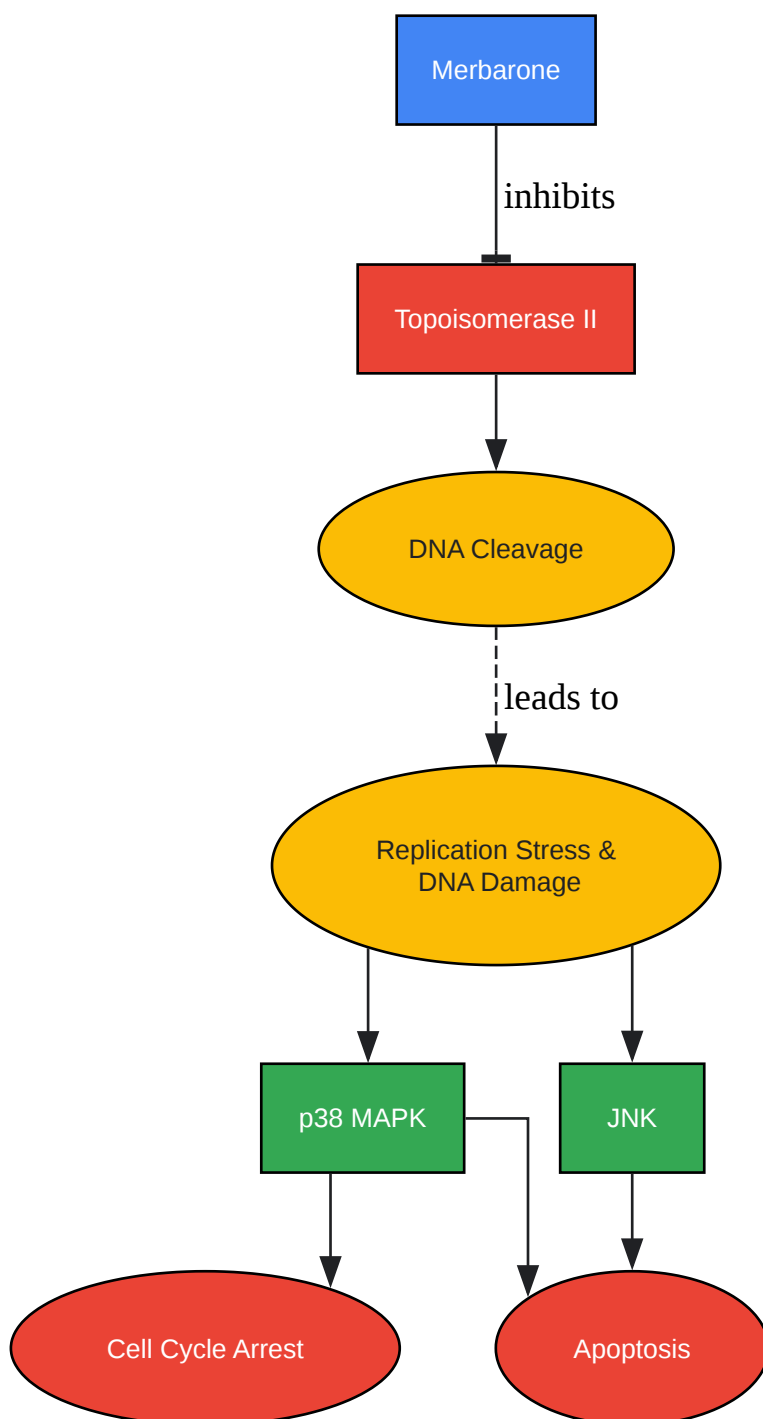 Merbarone
inhibits
Topoisomerase II
DNA Cleavage
leads to
Replication Stress &
DNA Damage
p38 MAPK
JNK
Cell Cycle Arrest
Apoptosis